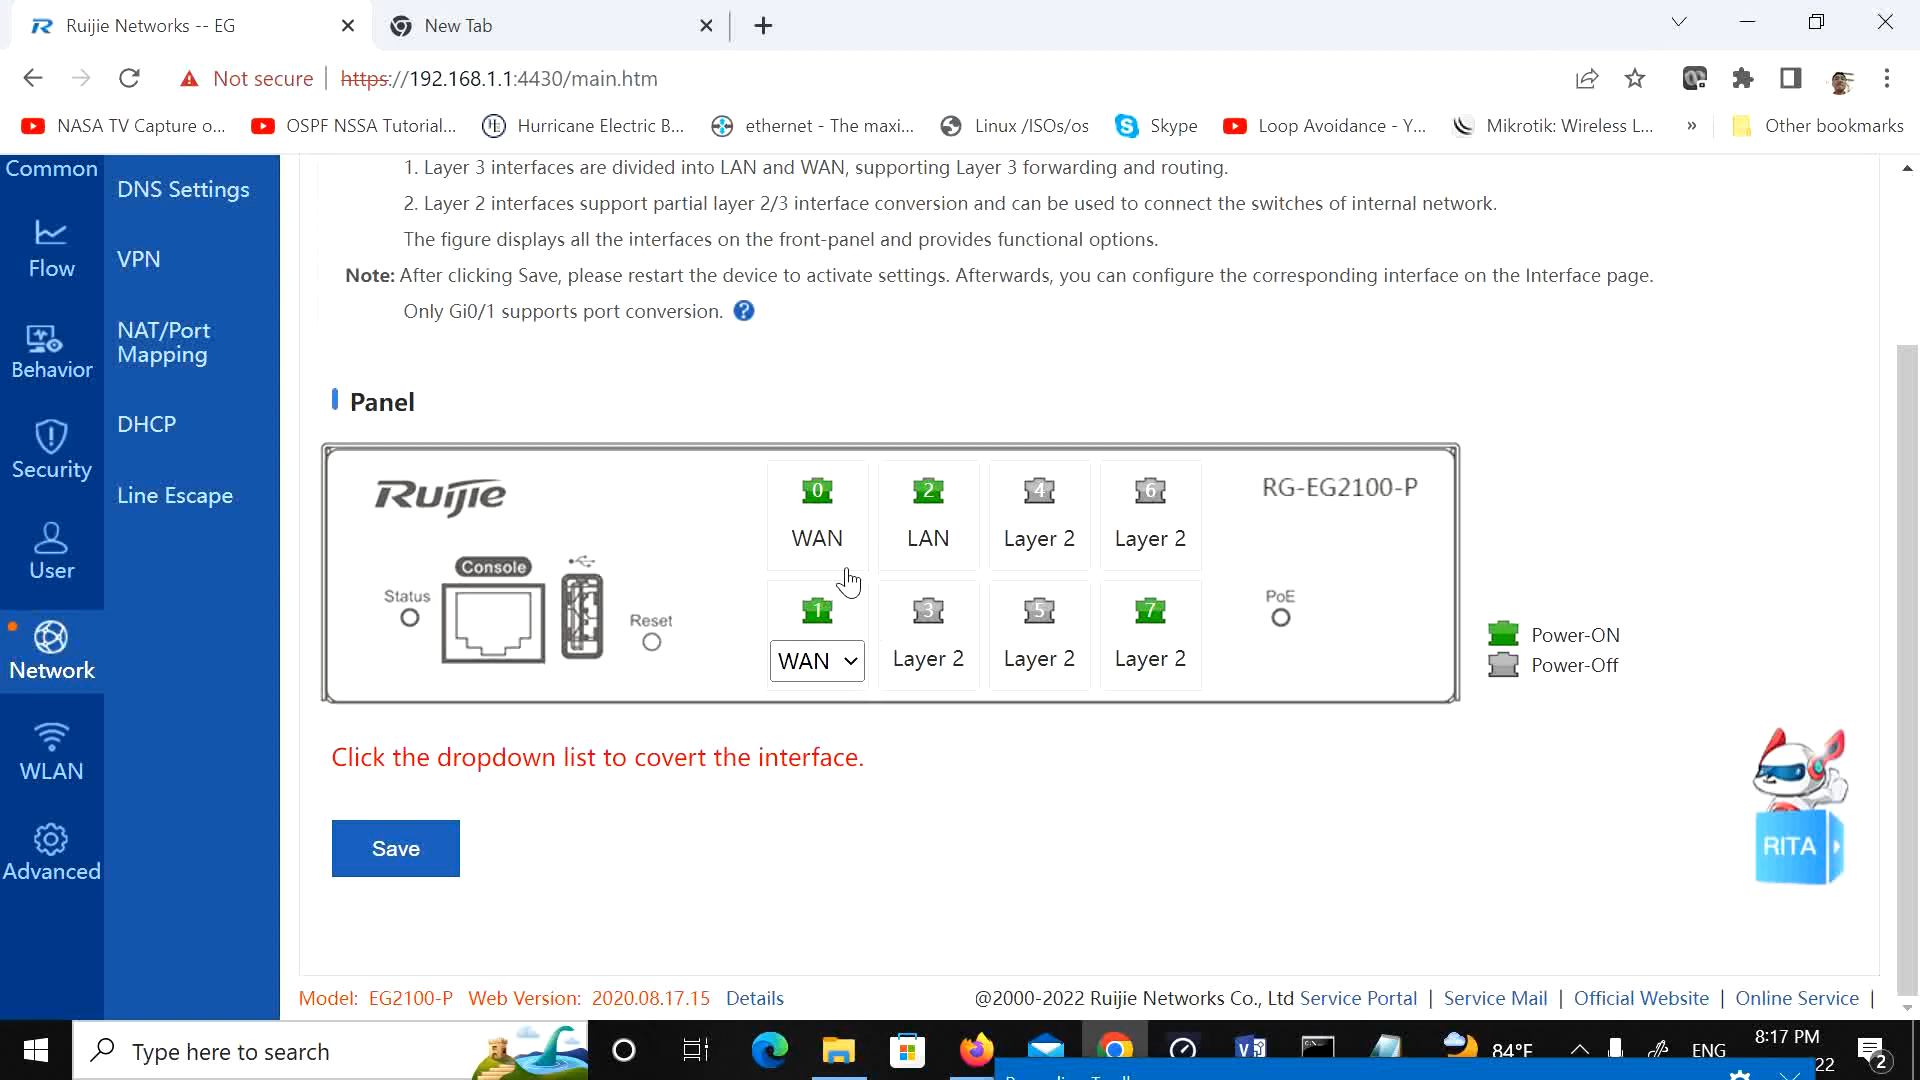 Ruijie Networks -- EG
New Tab
Not secure
https://192.168.1.1:4430/main.htm
NASA TV Capture o...
OSPF NSSA Tutorial...
Hurricane Electric B...
ethernet - The maxi...
Linux /ISOs/os
Skype
Loop Avoidance - Y...
Mikrotik: Wireless L...
»
Other bookmarks
Common
Flow
Behavior
Security
User
Network
WLAN
Advanced
DNS Settings
VPN
NAT/Port
Mapping
DHCP
Line Escape
1. Layer 3 interfaces are divided into LAN and WAN, supporting Layer 3 forwarding and routing.
2. Layer 2 interfaces support partial layer 2/3 interface conversion and can be used to connect the switches of internal network.
The figure displays all the interfaces on the front-panel and provides functional options.
Note: After clicking Save, please restart the device to activate settings. Afterwards, you can configure the corresponding interface on the Interface page.
Only Gi0/1 supports port conversion. ?
Panel
Ruijie
RG-EG2100-P
Console
Status
Reset
PoE
0 2 4 6
WAN LAN Layer 2 Layer 2
1 3 5 7
WAN Layer 2 Layer 2 Layer 2
Power-ON
Power-Off
Click the dropdown list to covert the interface.
Save
RITA
Model: EG2100-P Web Version: 2020.08.17.15 Details
@2000-2022 Ruijie Networks Co., Ltd Service Portal | Service Mail | Official Website | Online Service |
Type here to search
84°F
ENG
8:17 PM
22
2